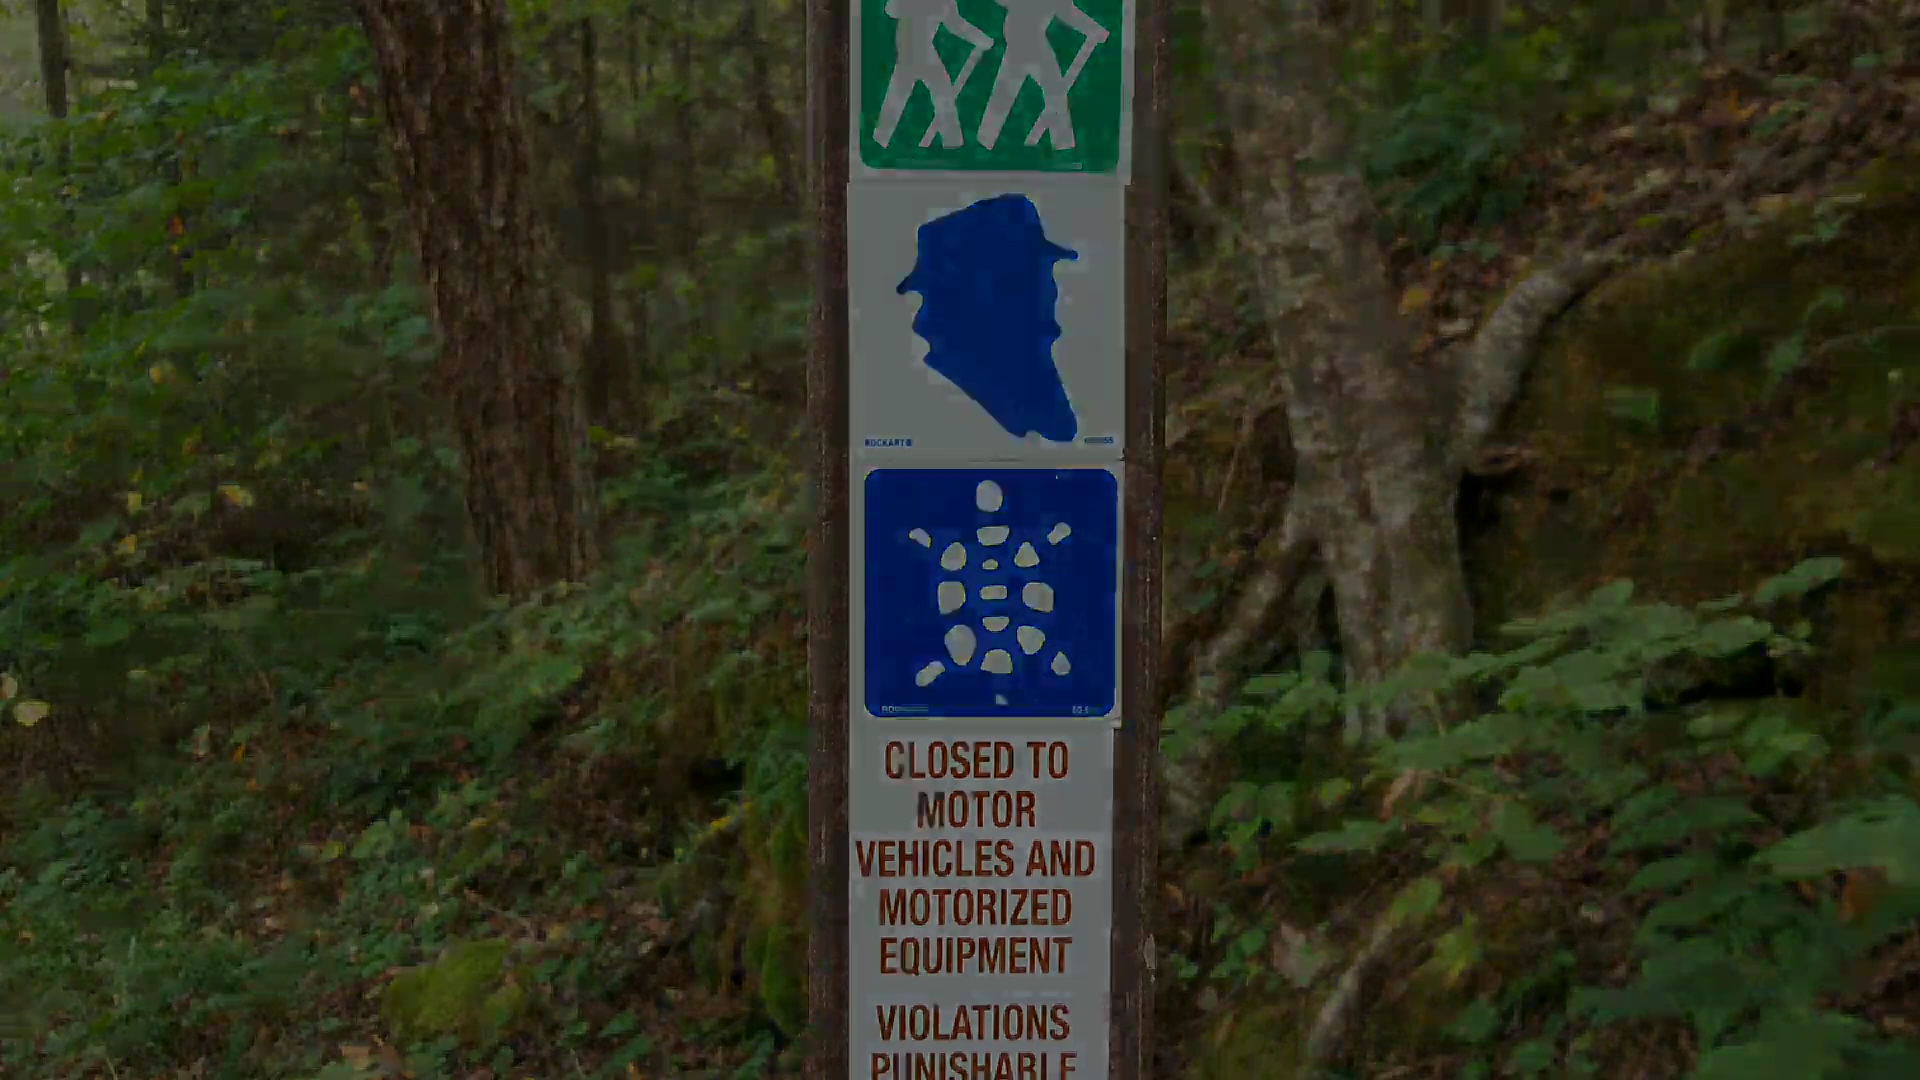 ROCKART®
CLOSED TO
MOTOR
VEHICLES AND
MOTORIZED
EQUIPMENT
VIOLATIONS
PUNISHABLE